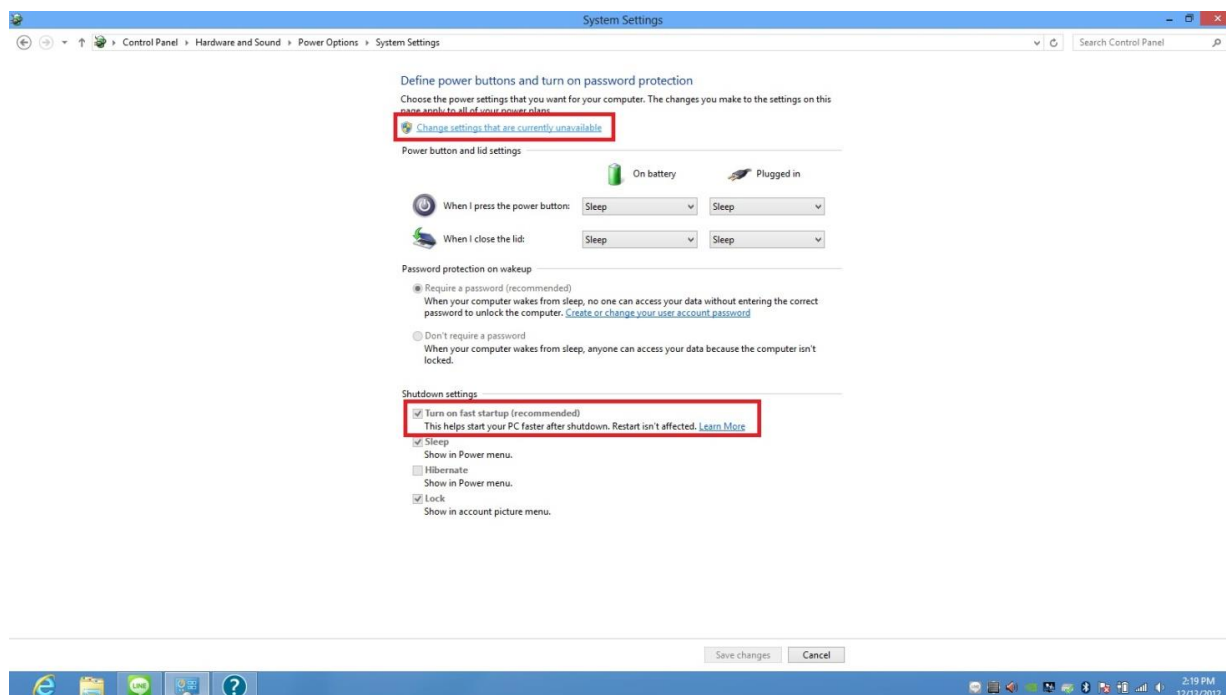 System Settings
Control Panel Hardware and Sound Power Options System Settings
Search Control Panel
Define power buttons and turn on password protection
Choose the power settings that you want for your computer. The changes you make to the settings on this
page apply to all of your power plans.
Change settings that are currently unavailable
Power button and lid settings
On battery Plugged in
When I press the power button: Sleep Sleep
When I close the lid: Sleep Sleep
Password protection on wakeup
Require a password (recommended)
When your computer wakes from sleep, no one can access your data without entering the correct
password to unlock the computer. Create or change your user account password
Don't require a password
When your computer wakes from sleep, anyone can access your data because the computer isn't
locked.
Shutdown settings
Turn on fast startup (recommended)
This helps start your PC faster after shutdown. Restart isn't affected. Learn More
Sleep
Show in Power menu.
Hibernate
Show in Power menu.
Lock
Show in account picture menu.
Save changes Cancel
LINE
2:19 PM